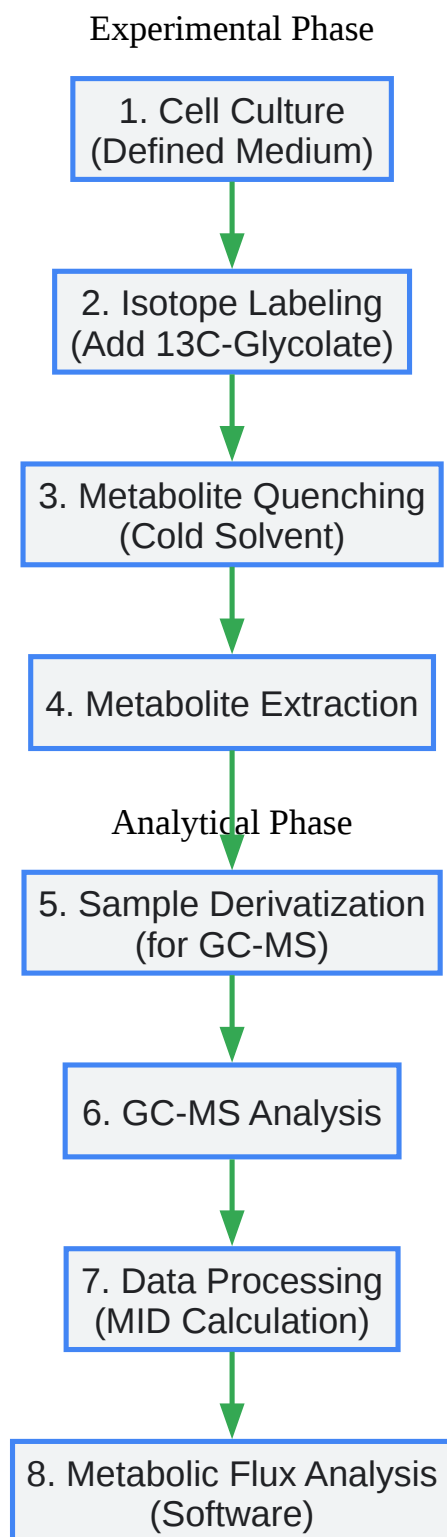 Experimental Phase
1. Cell Culture
(Defined Medium)
2. Isotope Labeling
(Add 13C-Glycolate)
3. Metabolite Quenching
(Cold Solvent)
4. Metabolite Extraction
Analytical Phase
5. Sample Derivatization
(for GC-MS)
6. GC-MS Analysis
7. Data Processing
(MID Calculation)
8. Metabolic Flux Analysis
(Software)